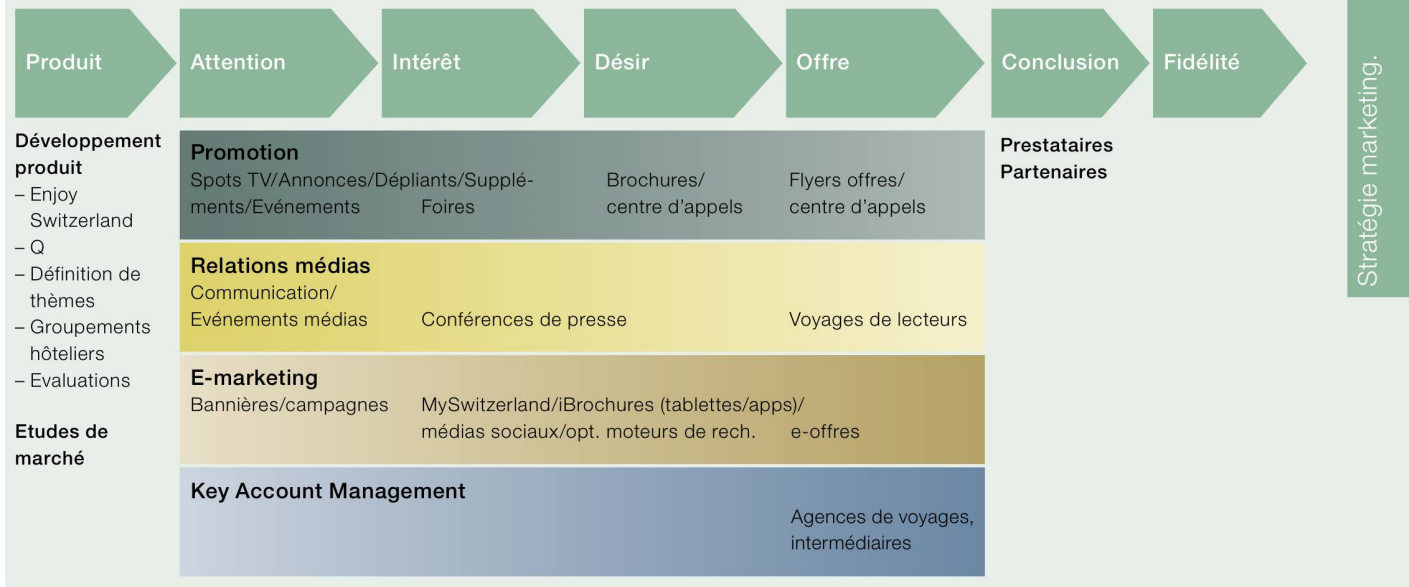 Produit
Attention
Intérêt
Désir
Offre
Conclusion
Fidélité
Stratégie marketing.
Développement
produit
– Enjoy
Switzerland
– Q
– Définition de
thèmes
– Groupements
hôteliers
– Evaluations
Etudes de
marché
Promotion
Spots TV/Annonces/Dépliants/Supplé-
ments/Evénements
Foires
Brochures/
centre d'appels
Flyers offres/
centre d'appels
Relations médias
Communication/
Evénements médias
Conférences de presse
Voyages de lecteurs
E-marketing
Bannières/campagnes
MySwitzerland/iBrochures (tablettes/apps)/
médias sociaux/opt. moteurs de rech.
e-offres
Key Account Management
Agences de voyages,
intermédiaires
Prestataires
Partenaires